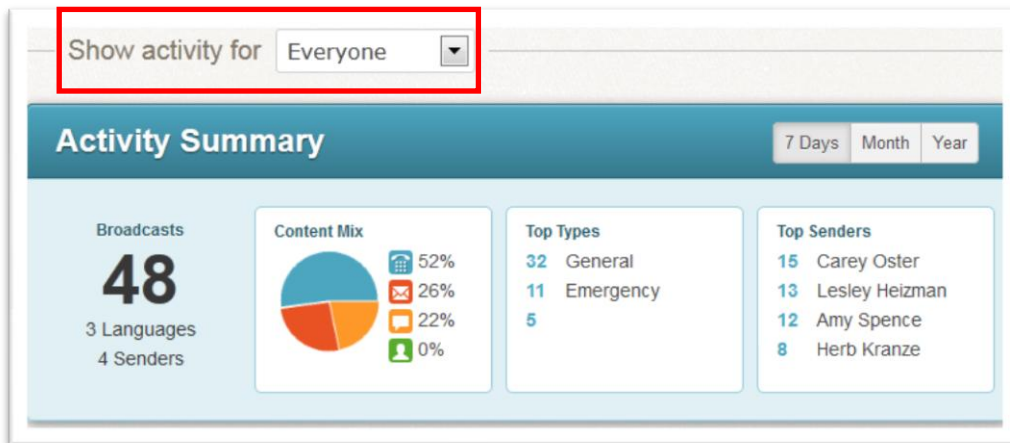 Show activity for Everyone
Activity Summary
7 Days Month Year
Broadcasts
48
3 Languages
4 Senders
Content Mix
52%
26%
22%
0%
Top Types
32 General
11 Emergency
5
Top Senders
15 Carey Oster
13 Lesley Heizman
12 Amy Spence
8 Herb Kranze